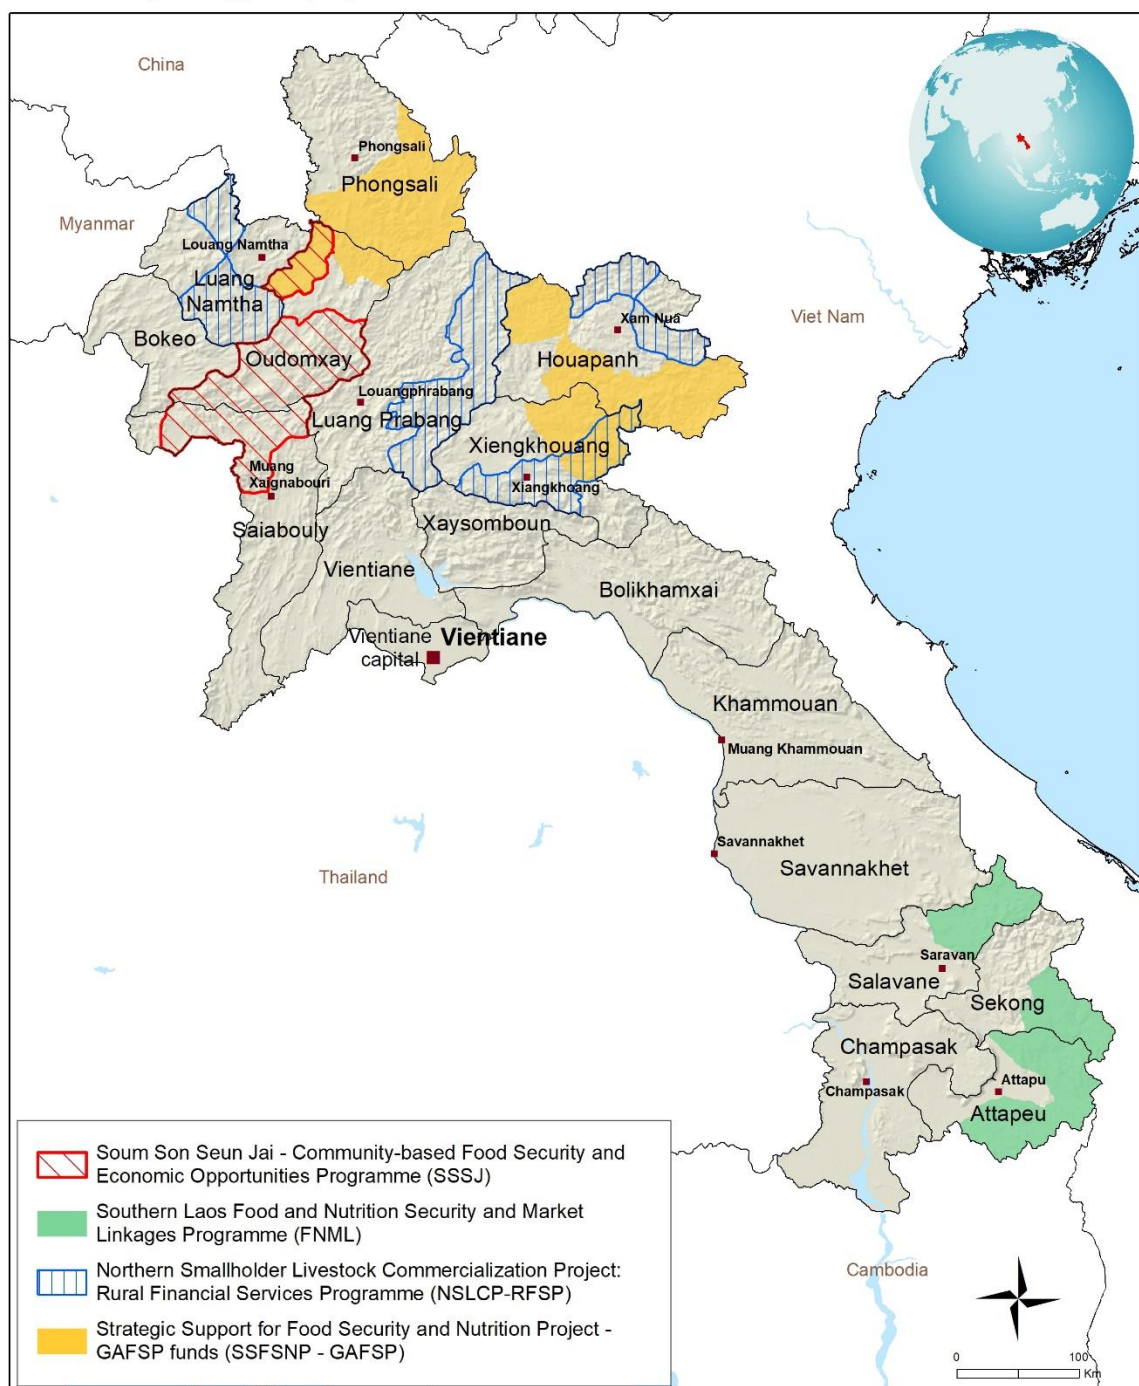 China
Phongsali
Phongsali
Myanmar
Louang Namtha
Luang
Namtha
Viet Nam
Xam Nua
Bokeo
Oudomxay
Houapanh
Louangphrabang
Luang Prabang
Xiengkhouang
Muang
Xaignabouri
Xiangkhoang
Saiabouly
Xaysomboun
Vientiane
Bolikhamxai
Vientiane
capital
Vientiane
Khammouan
Muang Khammouan
Savannakhet
Savannakhet
Thailand
Saravan
Salavane
Sekong
Champasak
Champasak
Attapu
Attapeu
Soum Son Seun Jai - Community-based Food Security and
Economic Opportunities Programme (SSSJ)
Southern Laos Food and Nutrition Security and Market
Linkages Programme (FNML)
Northern Smallholder Livestock Commercialization Project:
Rural Financial Services Programme (NSLCP-RFSP)
Strategic Support for Food Security and Nutrition Project -
GAFSP funds (SSFSNP - GAFSP)
Cambodia
0 100
Km